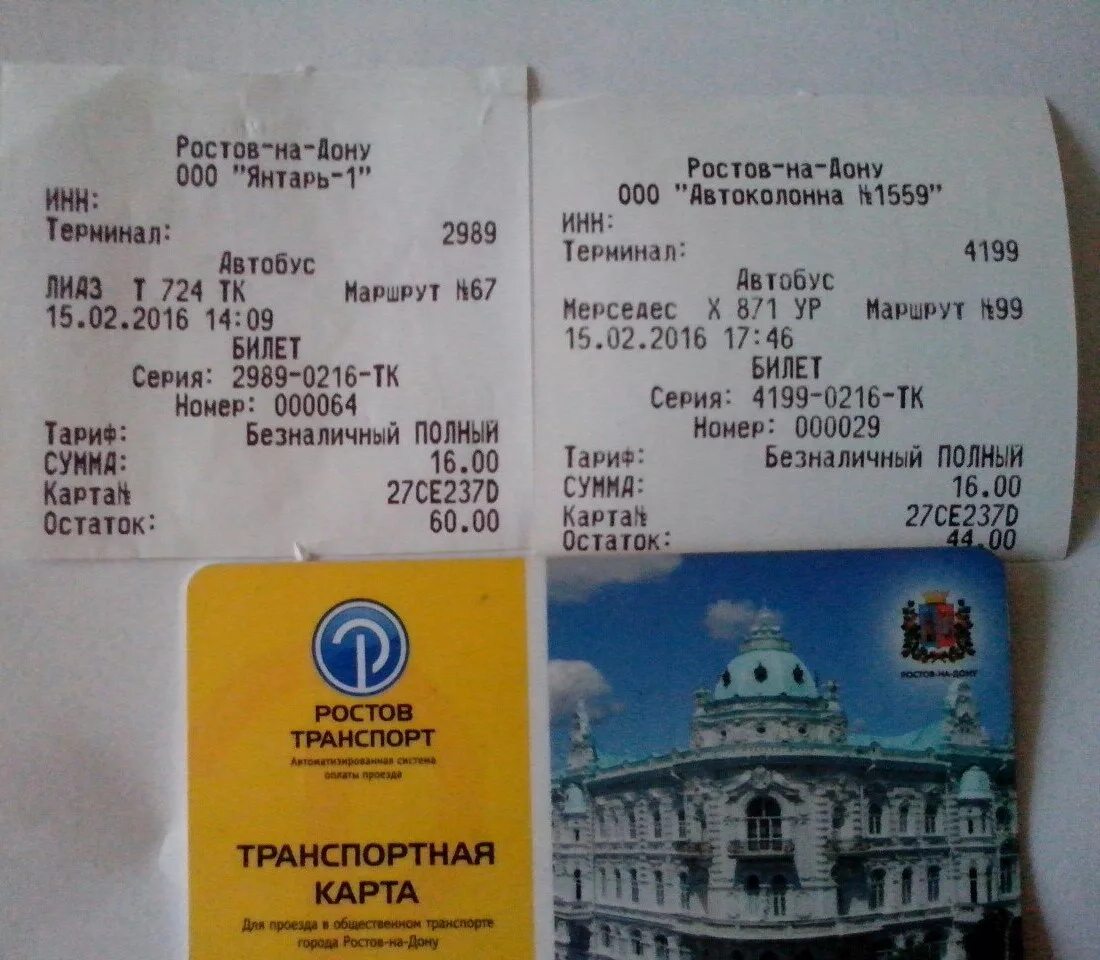 Ростов-на-Дону
ООО "Янтарь-1"
ИНН:
Терминал: 2989
Автобус
ЛИАЗ Т 724 ТК Маршрут №67
15.02.2016 14:09
БИЛЕТ
Серия: 2989-0216-ТК
Номер: 000064
Тариф: Безналичный ПОЛНЫЙ
СУММА: 16.00
Карта№ 27CE237D
Остаток: 60.00
Ростов-на-Дону
ООО "Автоколонна №1559"
ИНН:
Терминал: 4199
Автобус
Мерседес Х 871 УР Маршрут №99
15.02.2016 17:46
БИЛЕТ
Серия: 4199-0216-ТК
Номер: 000029
Тариф: Безналичный ПОЛНЫЙ
СУММА: 16.00
Карта№ 27CE237D
Остаток: 44.00
РОСТОВ
ТРАНСПОРТ
Автоматизированная система
оплаты проезда
ТРАНСПОРТНАЯ
КАРТА
Для проезда в общественном транспорте
города Ростов-на-Дону
РОСТОВ-НА-ДОНУ